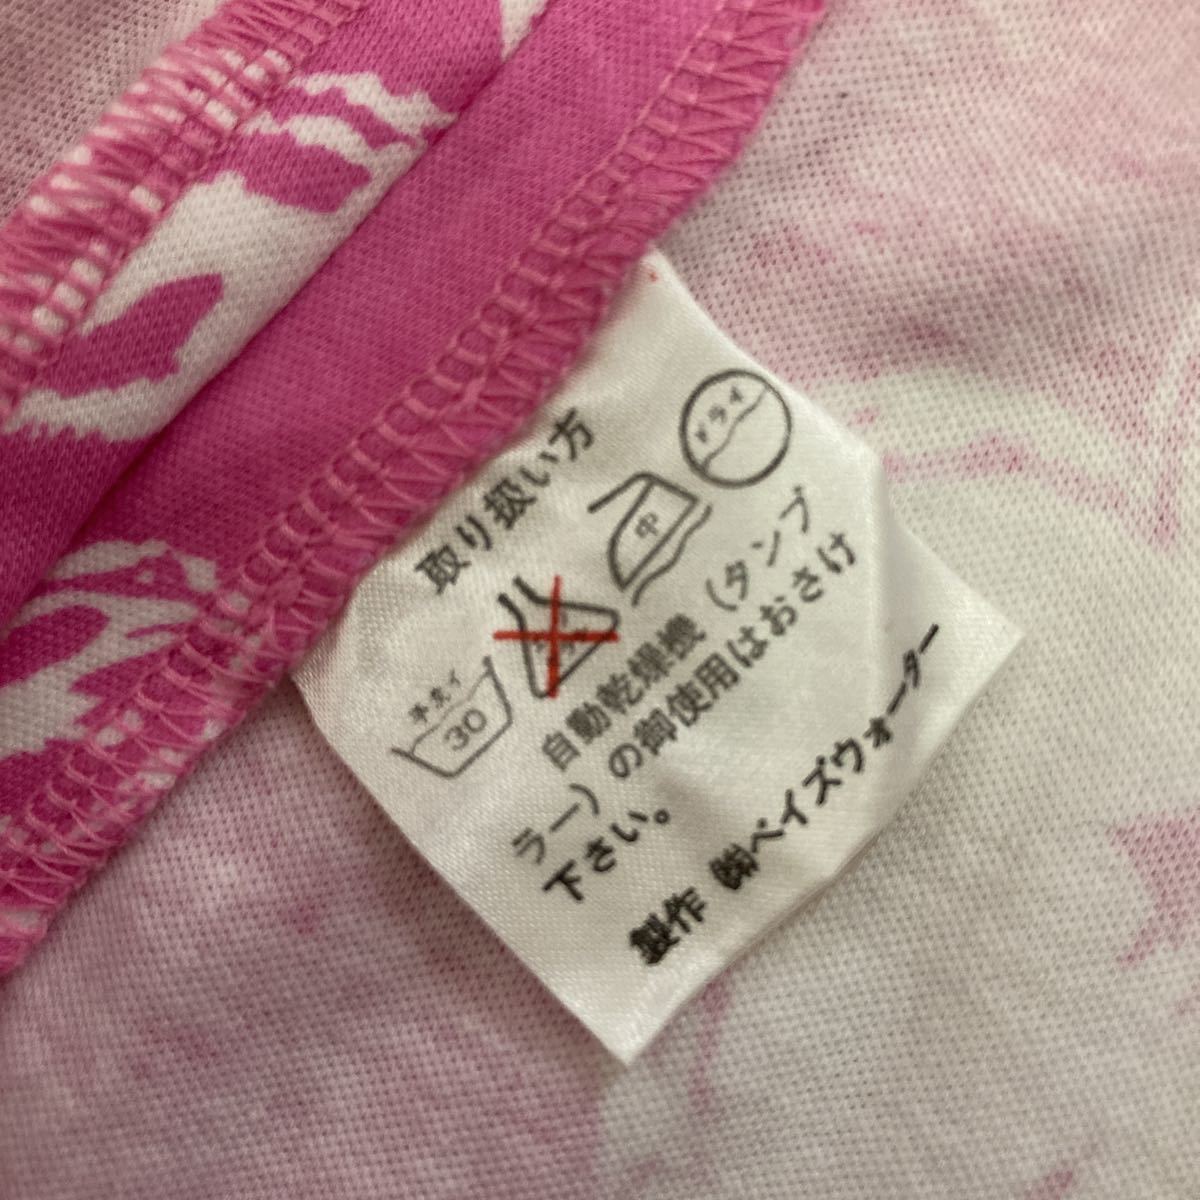 取り扱い方
手洗イ
30
中
ドライ
自動乾燥機（タンブ
ラー）の御使用はおさけ
下さい。
製作 ㈱ベイズウォーター